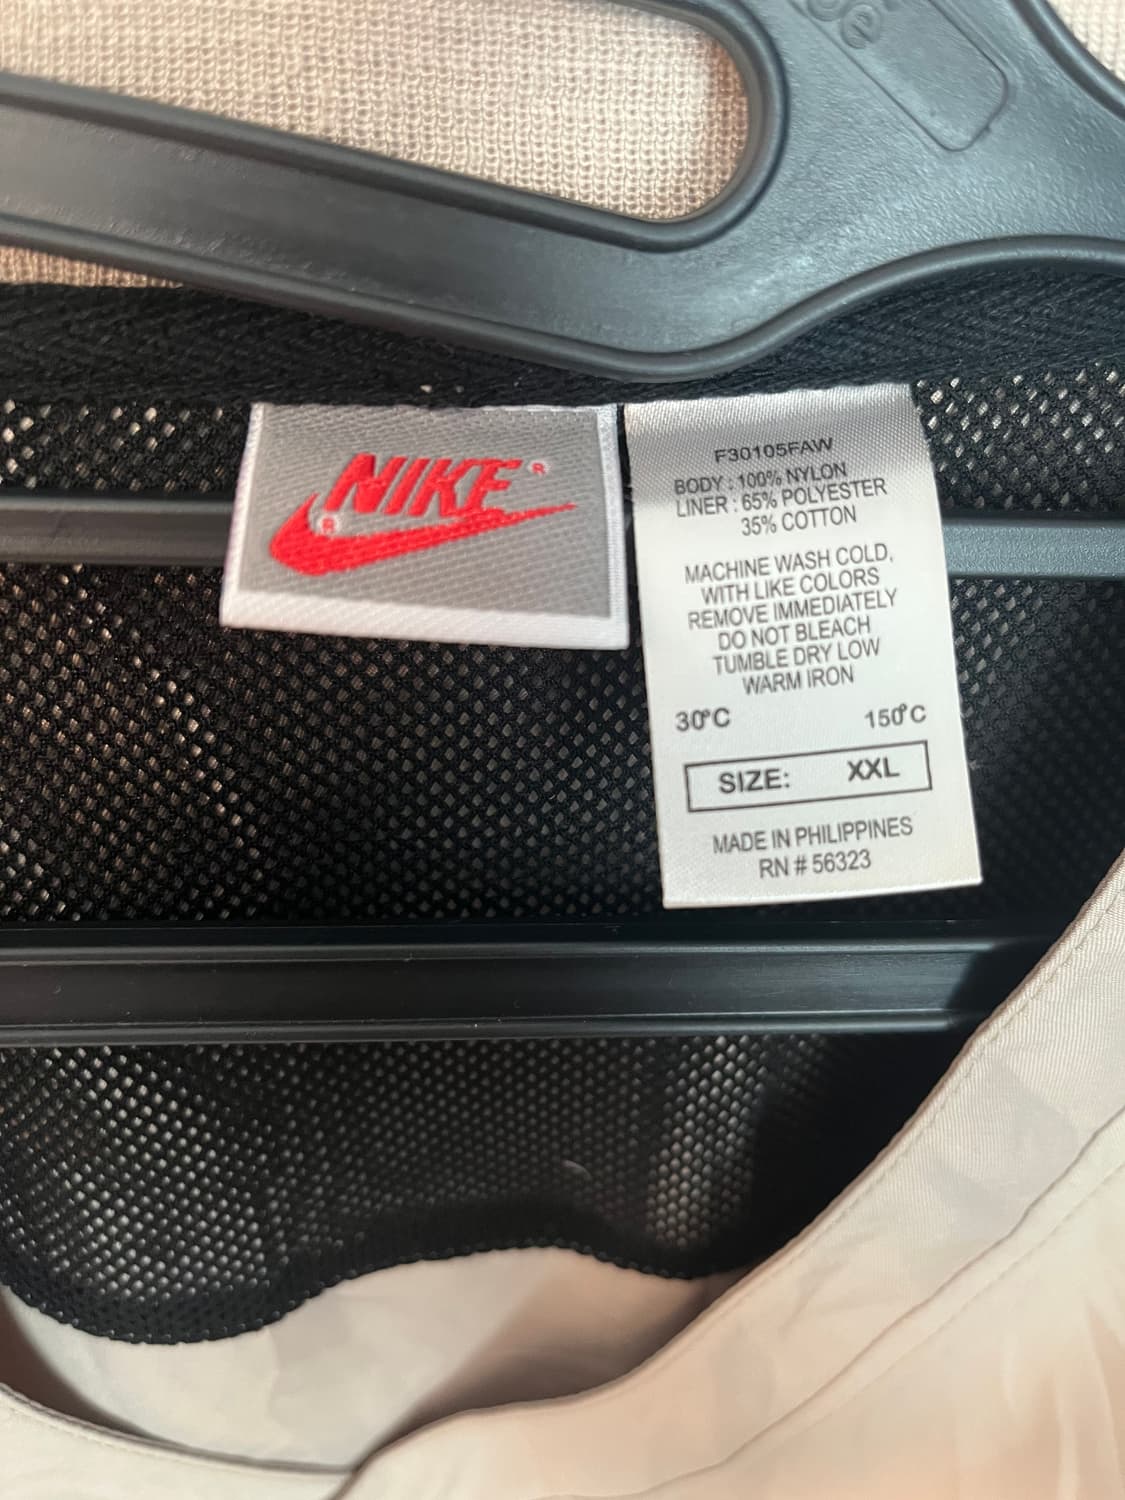 NIKE®
®
F30105FAW
BODY : 100% NYLON
LINER : 65% POLYESTER
35% COTTON
MACHINE WASH COLD,
WITH LIKE COLORS
REMOVE IMMEDIATELY
DO NOT BLEACH
TUMBLE DRY LOW
WARM IRON
30°C 150°C
SIZE: XXL
MADE IN PHILIPPINES
RN # 56323